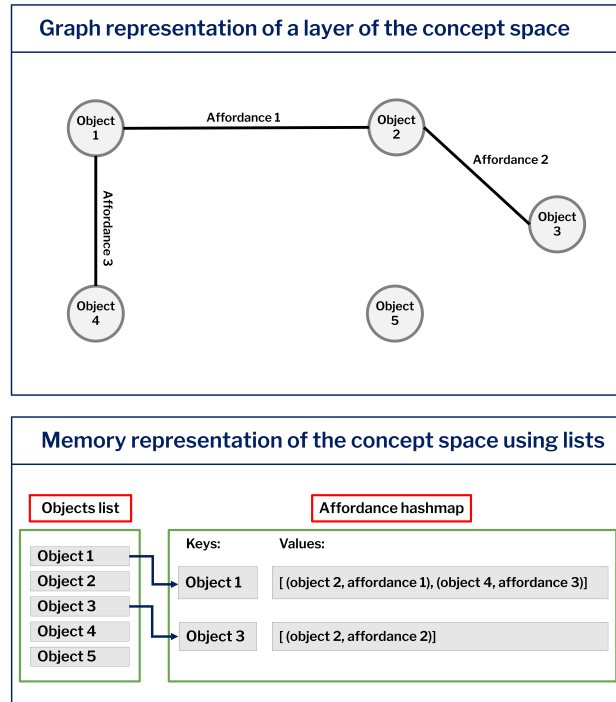 Graph representation of a layer of the concept space
Object
1
Affordance 1
Object
2
Affordance 2
Affordance 3
Object
3
Object
4
Object
5
Memory representation of the concept space using lists
Objects list
Affordance hashmap
Object 1
Object 2
Object 3
Object 4
Object 5
Keys:
Values:
Object 1
[ (object 2, affordance 1), (object 4, affordance 3)]
Object 3
[ (object 2, affordance 2)]